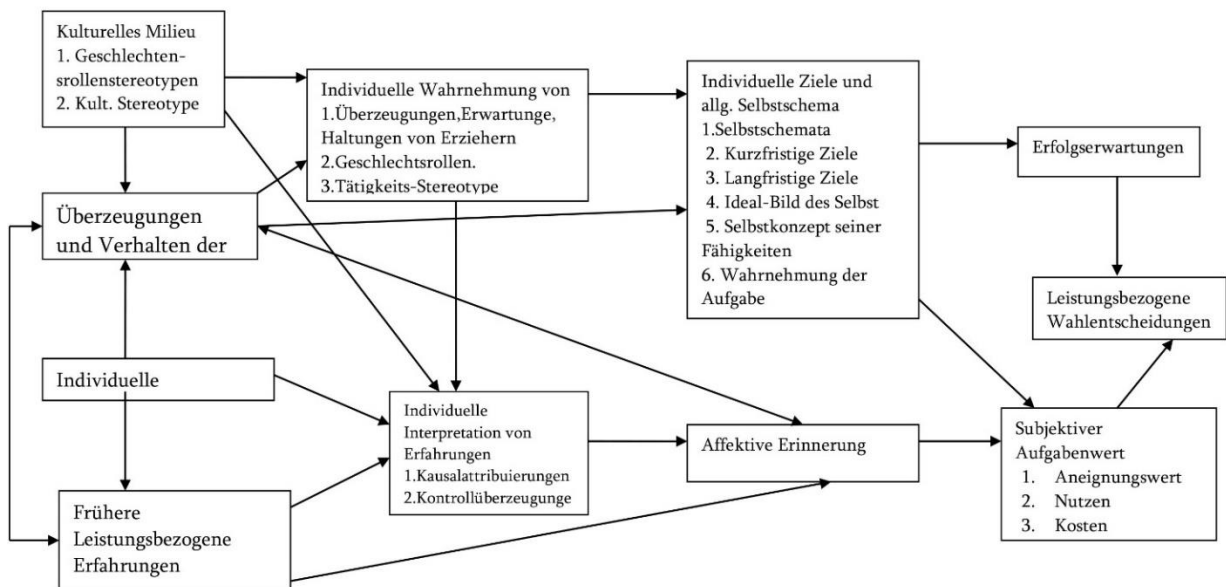 Kulturelles Milieu
1. Geschlechten-
srollenstereotypen
2. Kult. Stereotype
Überzeugungen
und Verhalten der
Individuelle
Frühere
Leistungsbezogene
Erfahrungen
Individuelle Wahrnehmung von
1.Überzeugungen,Erwartunge,
Haltungen von Erziehern
2.Geschlechtsrollen.
3.Tätigkeits-Stereotype
Individuelle
Interpretation von
Erfahrungen
1.Kausalattribuierungen
2.Kontrollüberzeugunge
Individuelle Ziele und
allg. Selbstschema
1.Selbstschemata
2. Kurzfristige Ziele
3. Langfristige Ziele
4. Ideal-Bild des Selbst
5. Selbstkonzept seiner
Fähigkeiten
6. Wahrnehmung der
Aufgabe
Affektive Erinnerung
Erfolgserwartungen
Leistungsbezogene
Wahlentscheidungen
Subjektiver
Aufgabenwert
1. Aneignungswert
2. Nutzen
3. Kosten